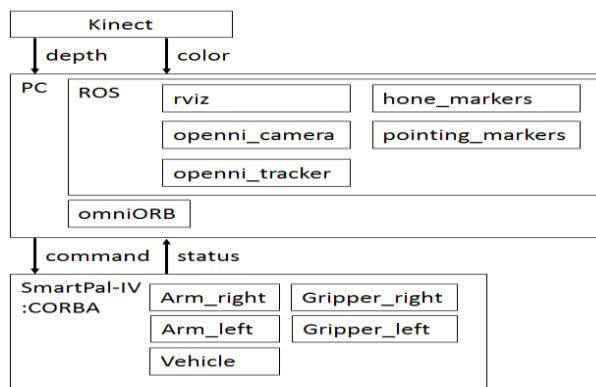 Kinect
depth color
PC
ROS
rviz hone_markers
openni_camera pointing_markers
openni_tracker
omniORB
command status
SmartPal-IV
:CORBA
Arm_right Gripper_right
Arm_left Gripper_left
Vehicle